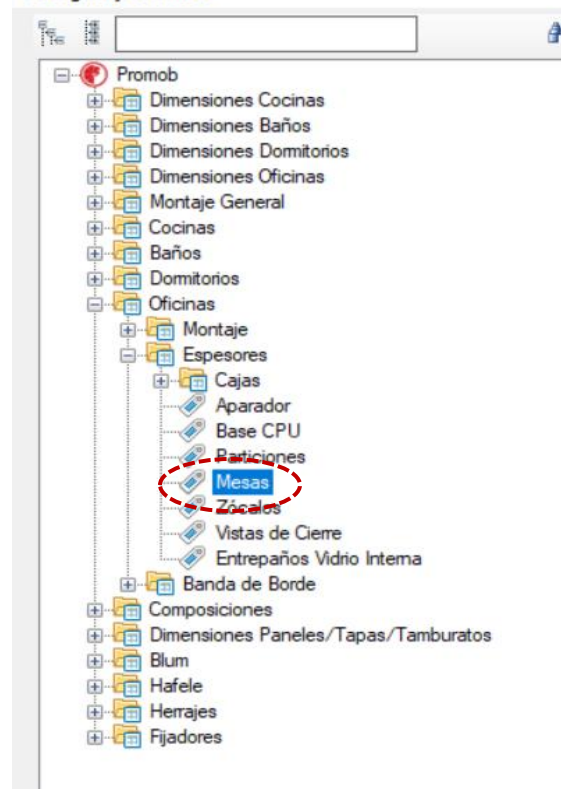 Promob
Dimensiones Cocinas
Dimensiones Baños
Dimensiones Dormitorios
Dimensiones Oficinas
Montaje General
Cocinas
Baños
Dormitorios
Oficinas
Montaje
Espesores
Cajas
Aparador
Base CPU
Particiones
Mesas
Zócalos
Vistas de Cierre
Entrepaños Vidrio Interna
Banda de Borde
Composiciones
Dimensiones Paneles/Tapas/Tamburatos
Blum
Hafele
Herrajes
Fijadores